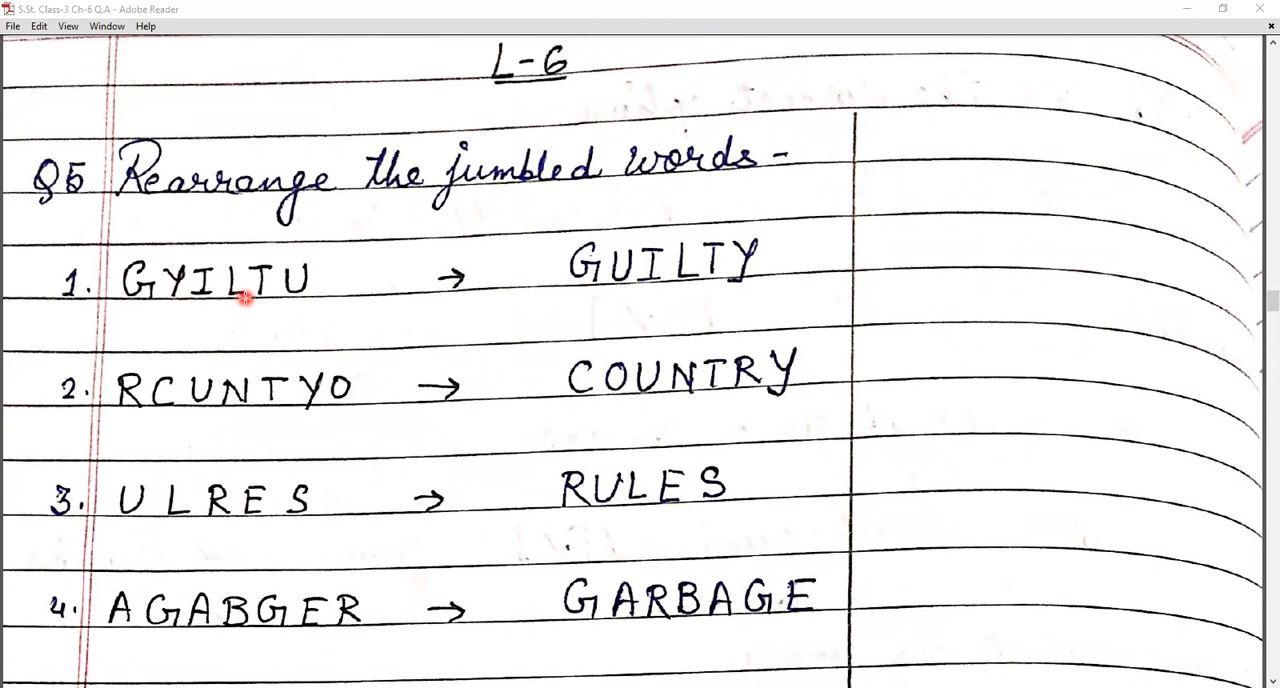 S.St. Class-3 Ch-6 Q.A - Adobe Reader
File Edit View Window Help
L-6
Q5 Rearrange the jumbled words -
1. GYILTU → GUILTY
2. RCUNTYO → COUNTRY
3. ULRES → RULES
4. AGABGER → GARBAGE